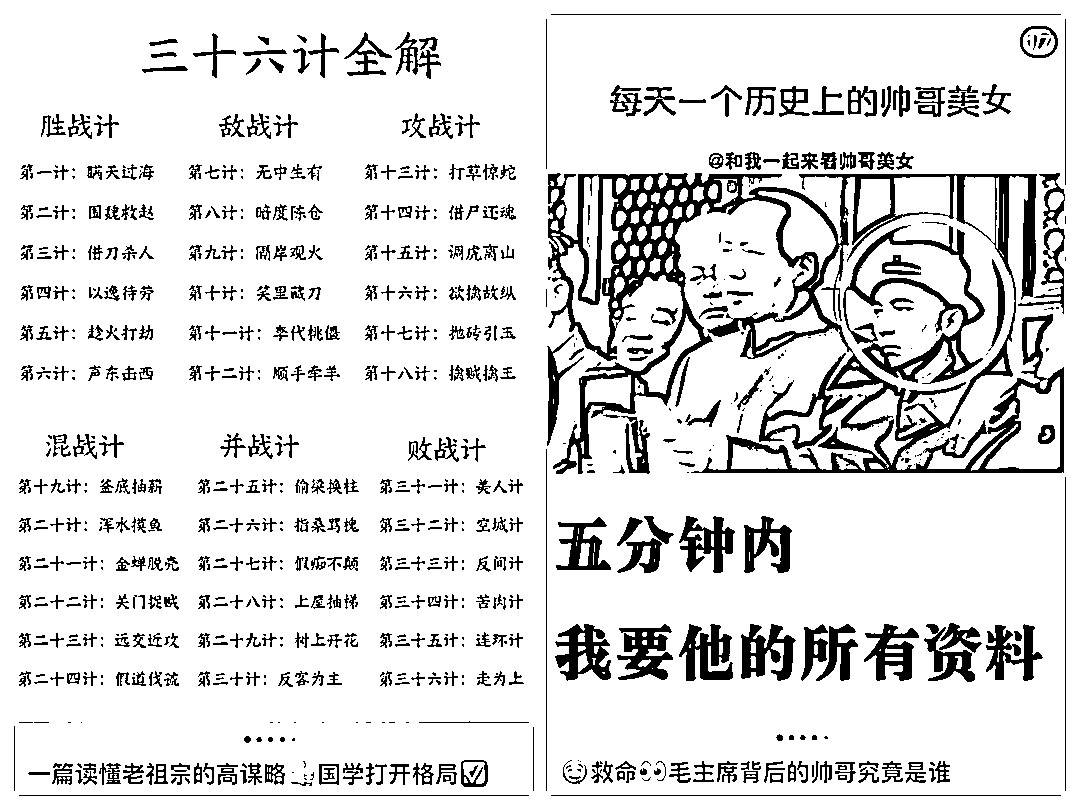 三十六计全解
胜战计 敌战计 攻战计
第一计：瞒天过海 第七计：无中生有 第十三计：打草惊蛇
第二计：围魏救赵 第八计：暗度陈仓 第十四计：借尸还魂
第三计：借刀杀人 第九计：隔岸观火 第十五计：调虎离山
第四计：以逸待劳 第十计：笑里藏刀 第十六计：欲擒故纵
第五计：趁火打劫 第十一计：李代桃僵 第十七计：抛砖引玉
第六计：声东击西 第十二计：顺手牵羊 第十八计：擒贼擒王
混战计 并战计 败战计
第十九计：釜底抽薪 第二十五计：偷梁换柱 第三十一计：美人计
第二十计：浑水摸鱼 第二十六计：指桑骂槐 第三十二计：空城计
第二十一计：金蝉脱壳 第二十七计：假痴不颠 第三十三计：反间计
第二十二计：关门捉贼 第二十八计：上屋抽梯 第三十四计：苦肉计
第二十三计：远交近攻 第二十九计：树上开花 第三十五计：连环计
第二十四计：假道伐虢 第三十计：反客为主 第三十六计：走为上
一篇读懂老祖宗的高谋略👍国学打开格局✅
每天一个历史上的帅哥美女
@和我一起来看帅哥美女
五分钟内
我要他的所有资料
救命👀毛主席背后的帅哥究竟是谁